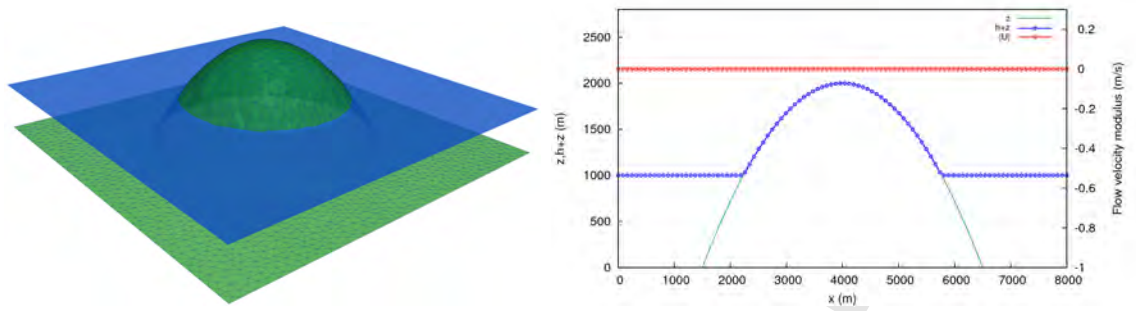 z
h+z
|U|
2500
2000
1500
1000
500
0
z,h+z (m)
0.2
0
-0.2
-0.4
-0.6
-0.8
-1
Flow velocity modulus (m/s)
0 1000 2000 3000 4000 5000 6000 7000 8000
x (m)